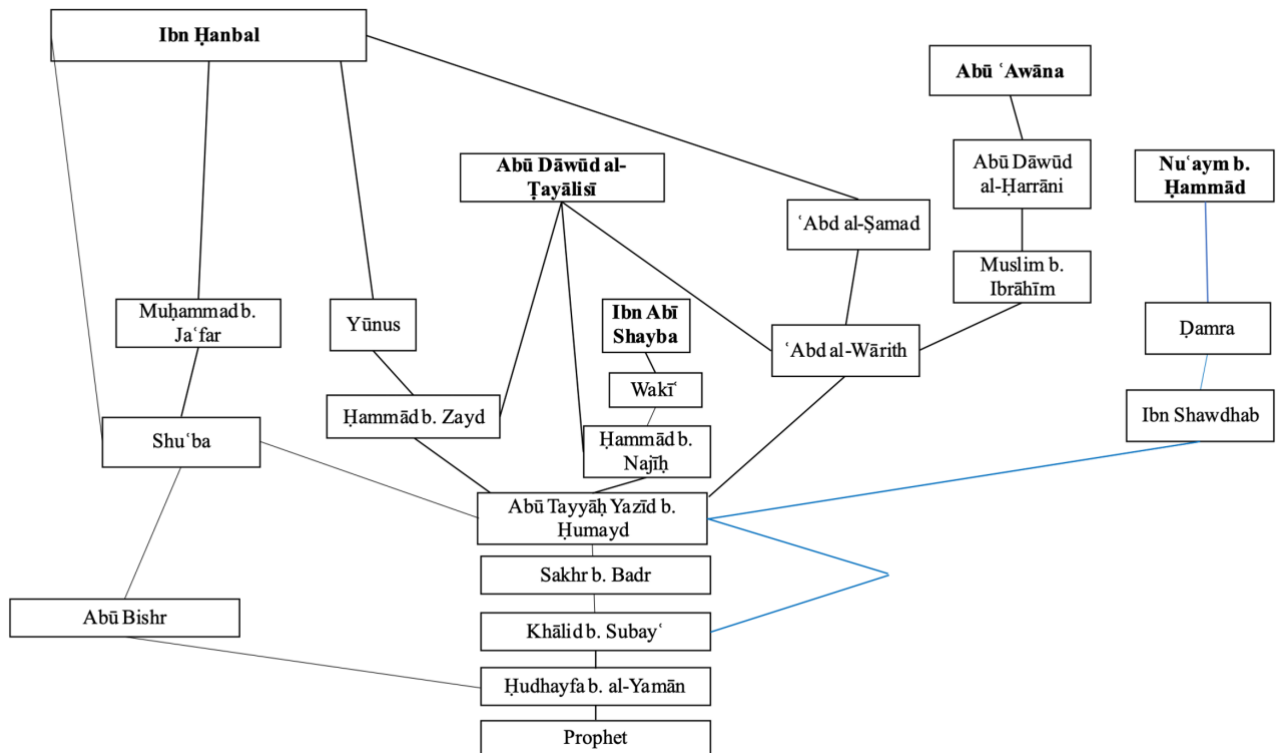 Ibn Ḥanbal
Abū ʿAwāna
Abū Dāwūd al-
Ṭayālisī
Abū Dāwūd
al-Ḥarrāni
Nuʿaym b.
Ḥammād
ʿAbd al-Ṣamad
Muslim b.
Ibrāhīm
Muḥammad b.
Jaʿfar
Yūnus
Ibn Abī
Shayba
ʿAbd al-Wārith
Ḍamra
Wakīʿ
Ḥammād b. Zayd
Ibn Shawdhab
Shuʿba
Ḥammād b.
Najīḥ
Abū Tayyāḥ Yazīd b.
Ḥumayd
Sakhr b. Badr
Abū Bishr
Khālid b. Subayʿ
Ḥudhayfa b. al-Yamān
Prophet